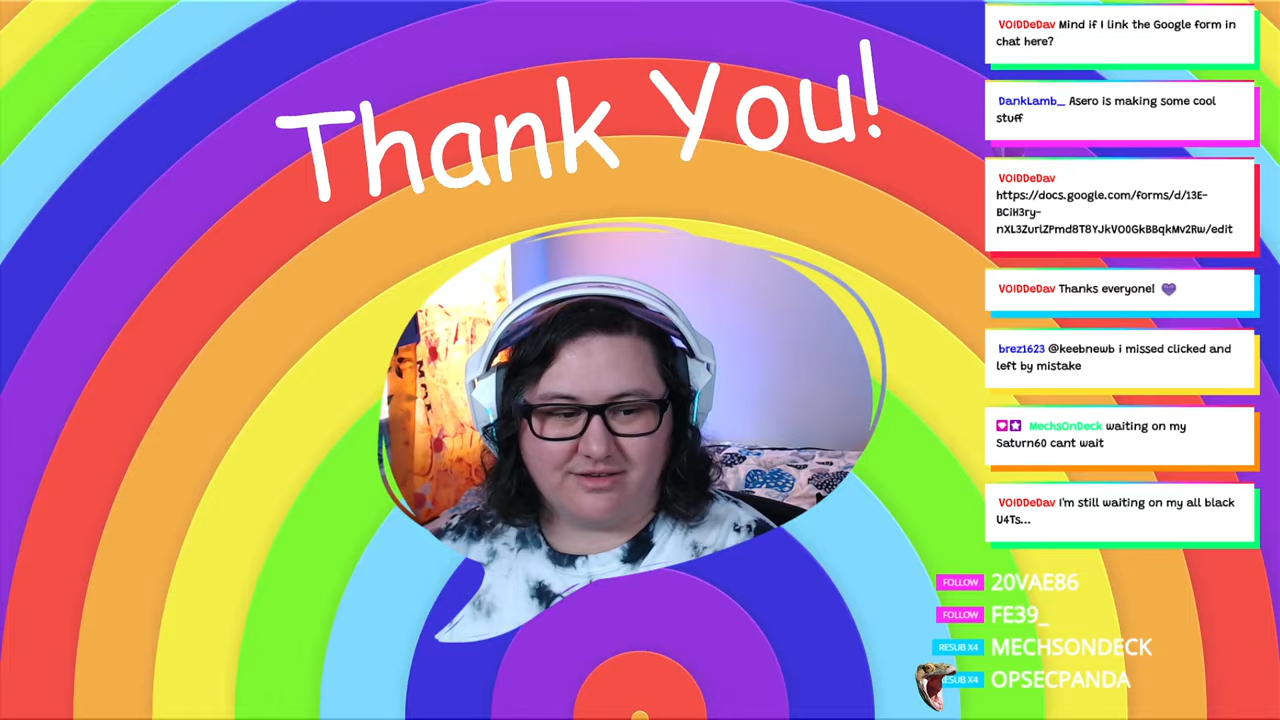 Thank You!
VOIDDeDav Mind if I link the Google form in
chat here?
DankLamb__ Asero is making some cool
stuff
VOIDDeDav
https://docs.google.com/forms/d/13E-
BCiH3ry-
nXL3ZurlZPmd8T8YJkVO0GkBBqkMv2Rw/edit
VOIDDeDav Thanks everyone! 💜
brez1623 @keebnewb i missed clicked and
left by mistake
MechsOnDeck waiting on my
Saturn60 cant wait
VOIDDeDav I'm still waiting on my all black
U4Ts...
FOLLOW 20VAE86
FOLLOW FE39_
RESUB X4 MECHSONDECK
RESUB X4 OPSECPANDA